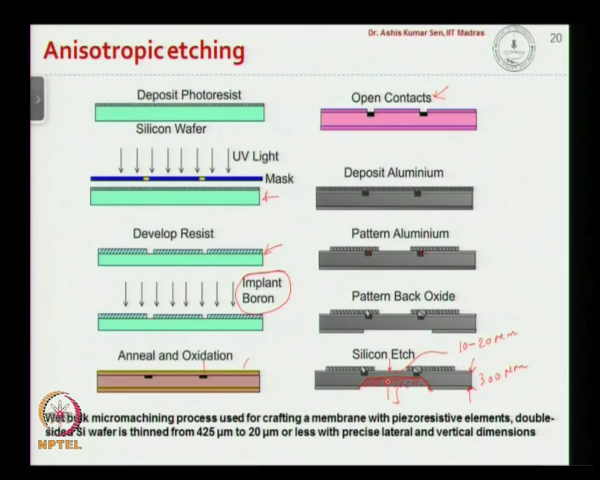 Dr. Ashis Kumar Sen, IIT Madras
20
Anisotropic etching
Deposit Photoresist
Silicon Wafer
UV Light
Mask
Develop Resist
Implant
Boron
Anneal and Oxidation
Open Contacts
Deposit Aluminium
Pattern Aluminium
Pattern Back Oxide
Silicon Etch
10-20 μm
300 μm
Wet bulk micromachining process used for crafting a membrane with piezoresistive elements, double-
sided Si wafer is thinned from 425 μm to 20 μm or less with precise lateral and vertical dimensions
NPTEL